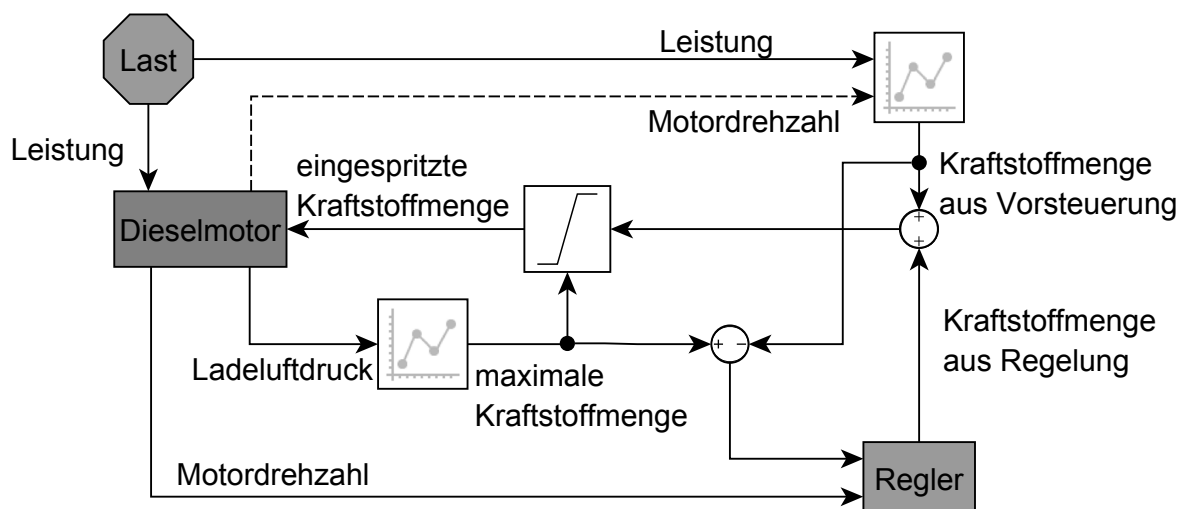 Last
Leistung
Leistung
Motordrehzahl
eingespritzte
Kraftstoffmenge
Kraftstoffmenge
aus Vorsteuerung
Dieselmotor
+
+
Ladeluftdruck
maximale
Kraftstoffmenge
+ −
Kraftstoffmenge
aus Regelung
Motordrehzahl
Regler